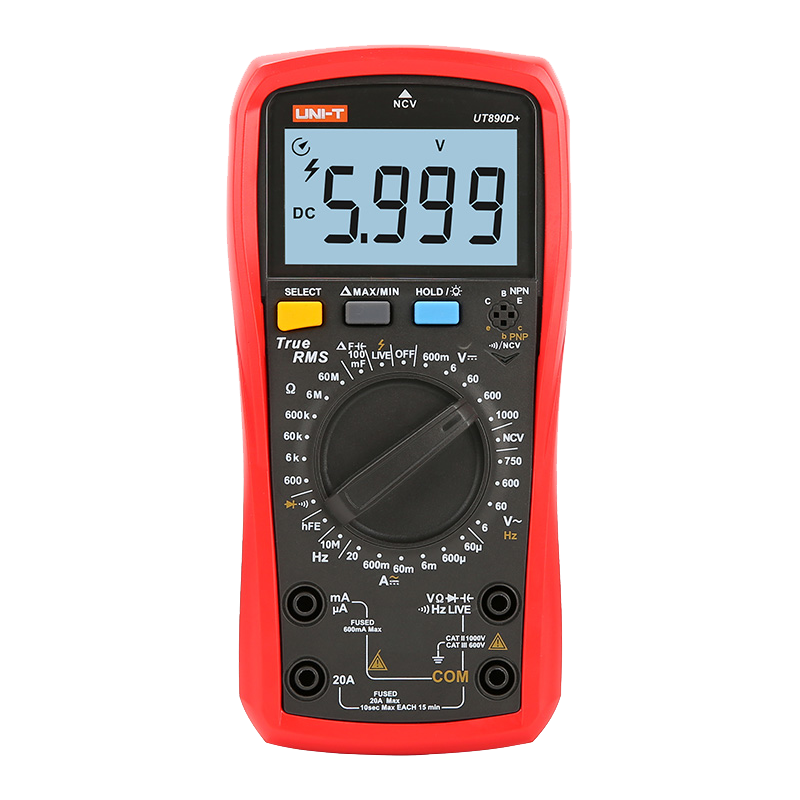 NCV
UNI-T
UT890D+
V
DC 5.999
SELECT ΔMAX/MIN HOLD /
C B NPN E
e b c PNP
•))/NCV
True RMS
Δ F
100 mF
LIVE
OFF
600m
V
6
60
600
1000
NCV
750
600
60
6
V~
Hz
60µ
600µ
6m
60m
600m
A
20
10M
Hz
hFE
600
6k
60k
600k
6M
60M
Ω
mA
µA
FUSED
600mA Max
VΩ
•)) Hz LIVE
CAT II 1000V
CAT III 600V
20A
COM
FUSED
20A Max
10sec Max EACH 15 min